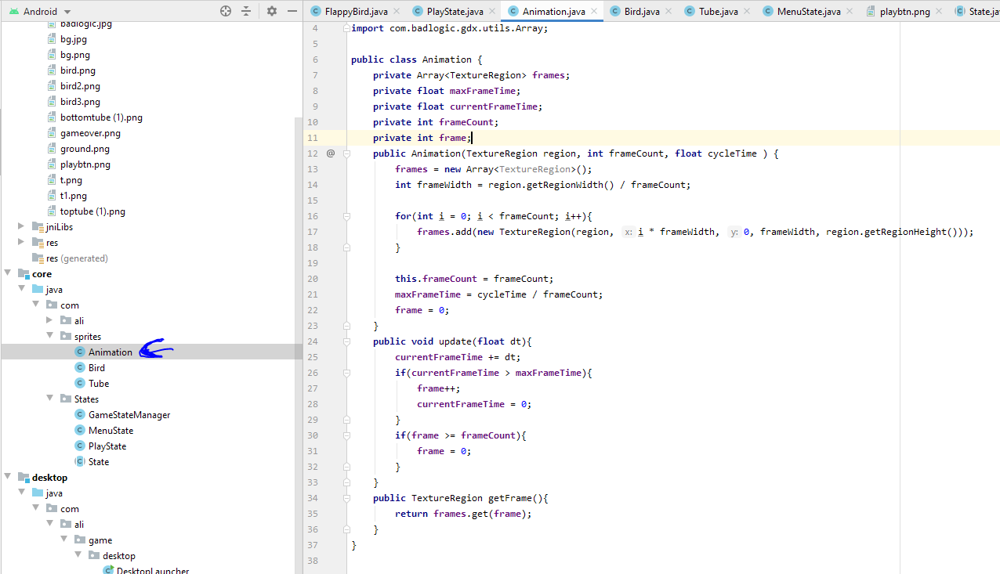 Android
FlappyBird.java PlayState.java Animation.java Bird.java Tube.java MenuState.java playbtn.png State.ja
badlogic.jpg
bg.jpg
bg.png
bird.png
bird2.png
bird3.png
bottomtube (1).png
gameover.png
ground.png
playbtn.png
t.png
t1.png
toptube (1).png
jniLibs
res
res (generated)
core
java
com
ali
sprites
Animation
Bird
Tube
States
GameStateManager
MenuState
PlayState
State
desktop
java
com
ali
game
desktop
DesktopLauncher
4 import com.badlogic.gdx.utils.Array;
5
6 public class Animation {
7 private Array<TextureRegion> frames;
8 private float maxFrameTime;
9 private float currentFrameTime;
10 private int frameCount;
11 private int frame;
12 @ public Animation(TextureRegion region, int frameCount, float cycleTime ) {
13 frames = new Array<TextureRegion>();
14 int frameWidth = region.getRegionWidth() / frameCount;
15
16 for(int i = 0; i < frameCount; i++){
17 frames.add(new TextureRegion(region, x: i * frameWidth, y: 0, frameWidth, region.getRegionHeight()));
18 }
19
20 this.frameCount = frameCount;
21 maxFrameTime = cycleTime / frameCount;
22 frame = 0;
23 }
24 public void update(float dt){
25 currentFrameTime += dt;
26 if(currentFrameTime > maxFrameTime){
27 frame++;
28 currentFrameTime = 0;
29 }
30 if(frame >= frameCount){
31 frame = 0;
32 }
33 }
34 public TextureRegion getFrame(){
35 return frames.get(frame);
36 }
37 }
38